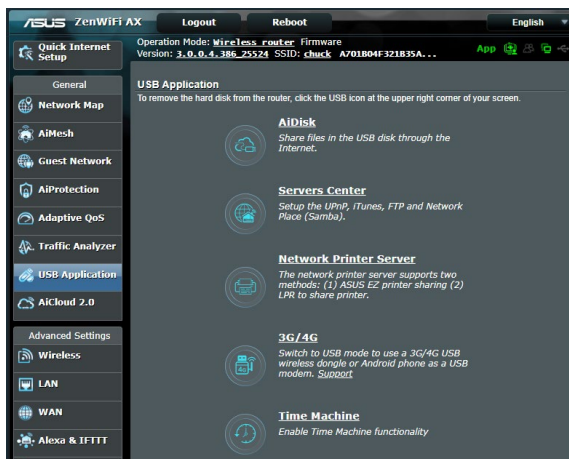 ASUS ZenWiFi AX Logout Reboot English
Quick Internet Setup
Operation Mode: Wireless router Firmware
Version: 3.0.0.4.386_25524 SSID: chuck A701B04F321B35A...
App
General
Network Map
AiMesh
Guest Network
AiProtection
Adaptive QoS
Traffic Analyzer
USB Application
AiCloud 2.0
Advanced Settings
Wireless
LAN
WAN
Alexa & IFTTT
USB Application
To remove the hard disk from the router, click the USB icon at the upper right corner of your screen.
AiDisk
Share files in the USB disk through the
Internet.
Servers Center
Setup the UPnP, iTunes, FTP and Network
Place (Samba).
Network Printer Server
The network printer server supports two
methods: (1) ASUS EZ printer sharing (2)
LPR to share printer.
3G/4G
4G
Switch to USB mode to use a 3G/4G USB
wireless dongle or Android phone as a USB
modem. Support
Time Machine
Enable Time Machine functionality